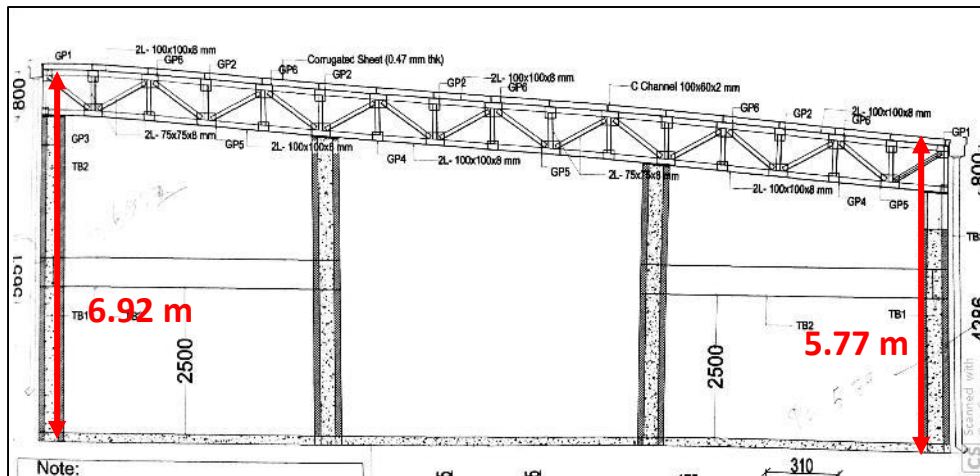 GP1
2L- 100x100x8 mm
GP6
GP2
GP6
Corrugated Sheet (0.47 mm thk)
GP2
GP2
2L- 100x100x8 mm
GP6
C Channel 100x60x2 mm
GP6
GP2
2L- 100x100x8 mm
GP6
GP1
800
GP3
TB2
2L- 75x75x8 mm
GP5
2L- 100x100x8 mm
GP4
2L- 100x100x8 mm
GP5
2L- 75x75x8 mm
2L- 100x100x8 mm
GP4
GP5
800
5651
6.92 m
TB1
2500
2500
TB2
5.77 m
TB1
4286
Scanned with
Note:
310